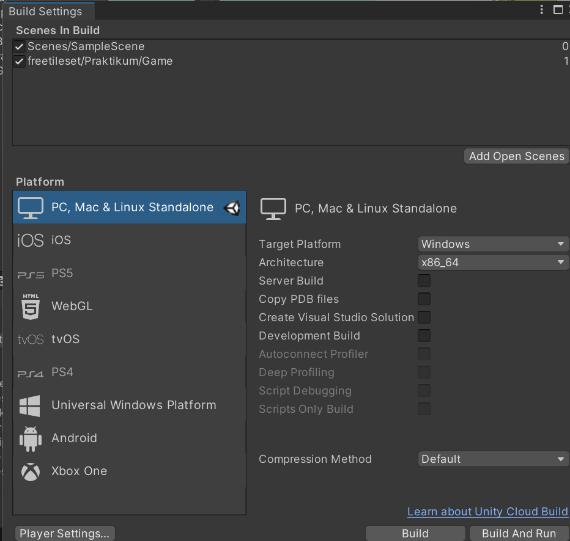 Build Settings
Scenes In Build
Scenes/SampleScene 0
freetileset/Praktikum/Game 1
Add Open Scenes
Platform
PC, Mac & Linux Standalone
iOS iOS
PS5 PS5
HTML 5 WebGL
tvOS tvOS
PS4 PS4
Universal Windows Platform
Android
Xbox One
PC, Mac & Linux Standalone
Target Platform Windows
Architecture x86_64
Server Build
Copy PDB files
Create Visual Studio Solution
Development Build
Autoconnect Profiler
Deep Profiling
Script Debugging
Scripts Only Build
Compression Method Default
Learn about Unity Cloud Build
Player Settings... Build Build And Run